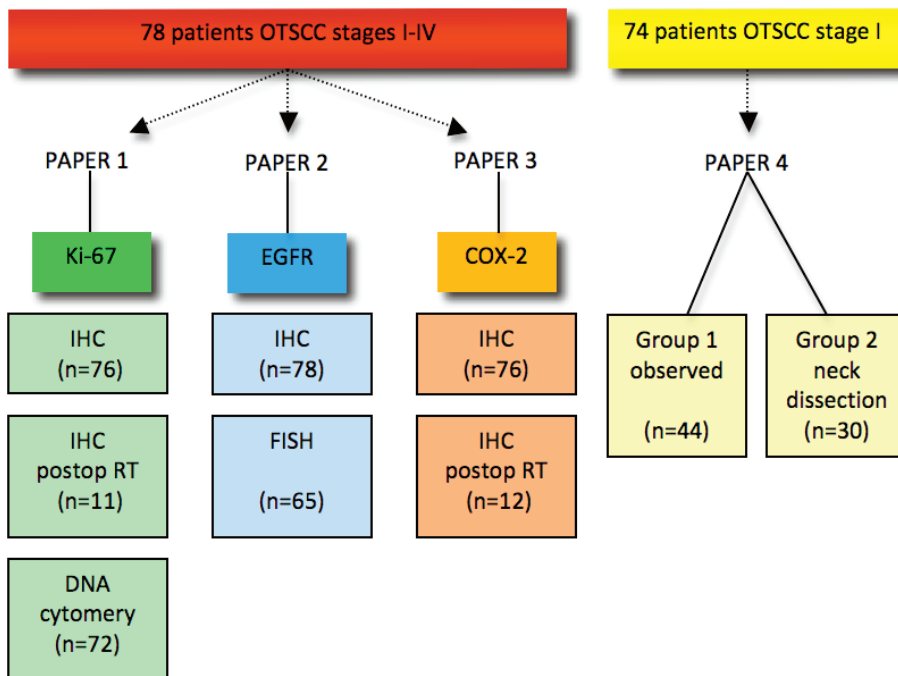 78 patients OTSCC stages I-IV
74 patients OTSCC stage I
PAPER 1
PAPER 2
PAPER 3
PAPER 4
Ki-67
EGFR
COX-2
IHC
(n=76)
IHC
(n=78)
IHC
(n=76)
Group 1
observed
(n=44)
Group 2
neck
dissection
(n=30)
IHC
postop RT
(n=11)
FISH
(n=65)
IHC
postop RT
(n=12)
DNA
cytomery
(n=72)